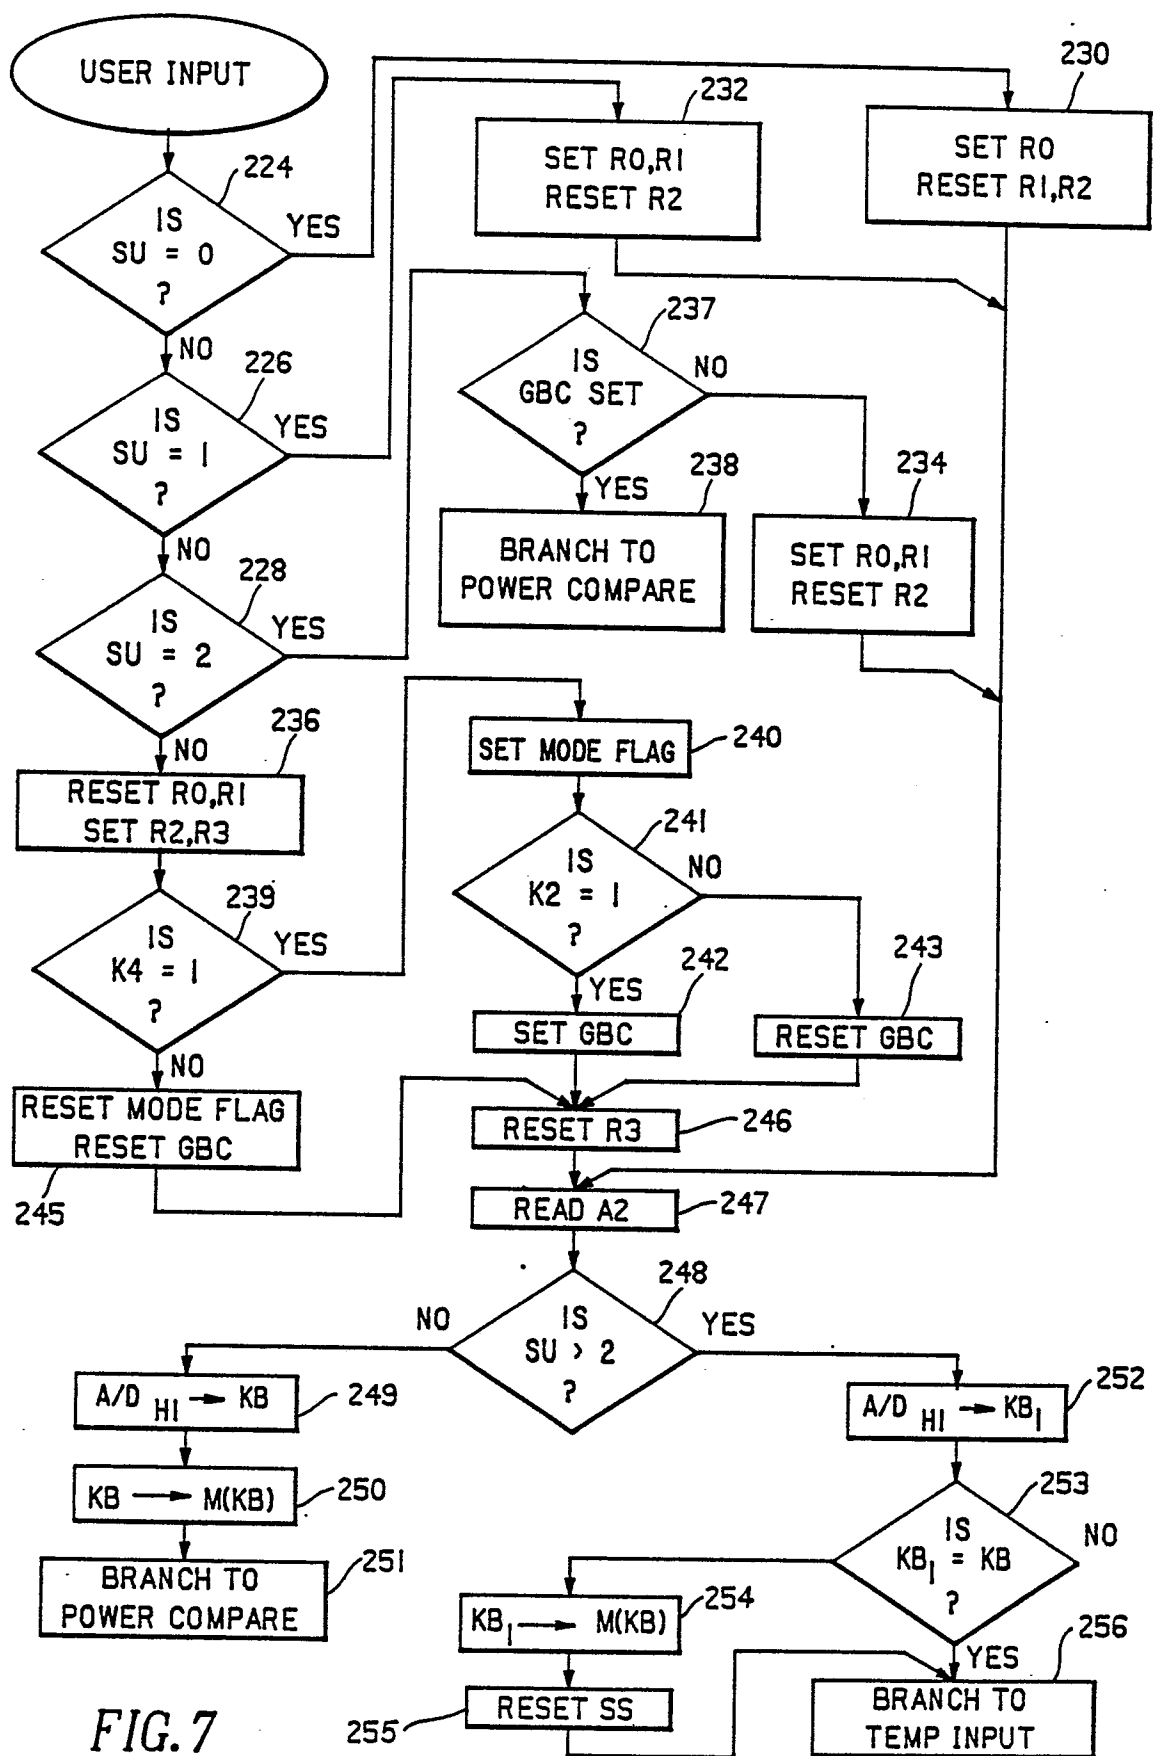 USER INPUT
230
232
SET R0,R1
RESET R2
SET R0
RESET R1,R2
224
IS
SU = 0
?
YES
NO
237
IS
GBC SET
?
NO
YES
226
IS
SU = 1
?
YES
NO
238
BRANCH TO
POWER COMPARE
234
SET R0,R1
RESET R2
228
IS
SU = 2
?
YES
NO
236
RESET R0,R1
SET R2,R3
SET MODE FLAG
240
241
IS
K2 = 1
?
NO
YES
239
IS
K4 = 1
?
YES
NO
242
SET GBC
243
RESET GBC
RESET MODE FLAG
RESET GBC
245
RESET R3
246
READ A2
247
248
IS
SU > 2
?
NO
YES
A/D HI → KB
249
KB → M(KB)
250
BRANCH TO
POWER COMPARE
251
A/D HI → KB1
252
253
IS
KB1 = KB
?
NO
YES
KB1 → M(KB)
254
RESET SS
255
256
BRANCH TO
TEMP INPUT
FIG. 7